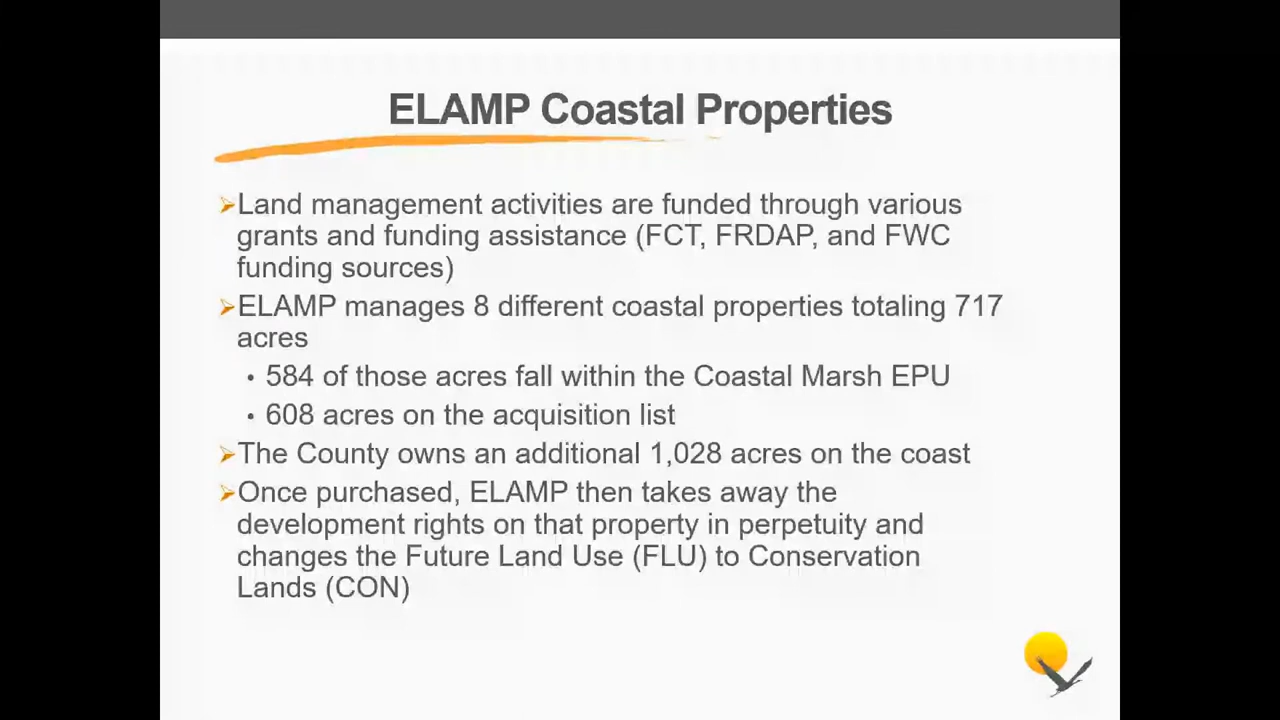 ELAMP Coastal Properties
Land management activities are funded through various
grants and funding assistance (FCT, FRDAP, and FWC
funding sources)
ELAMP manages 8 different coastal properties totaling 717
acres
• 584 of those acres fall within the Coastal Marsh EPU
• 608 acres on the acquisition list
The County owns an additional 1,028 acres on the coast
Once purchased, ELAMP then takes away the
development rights on that property in perpetuity and
changes the Future Land Use (FLU) to Conservation
Lands (CON)